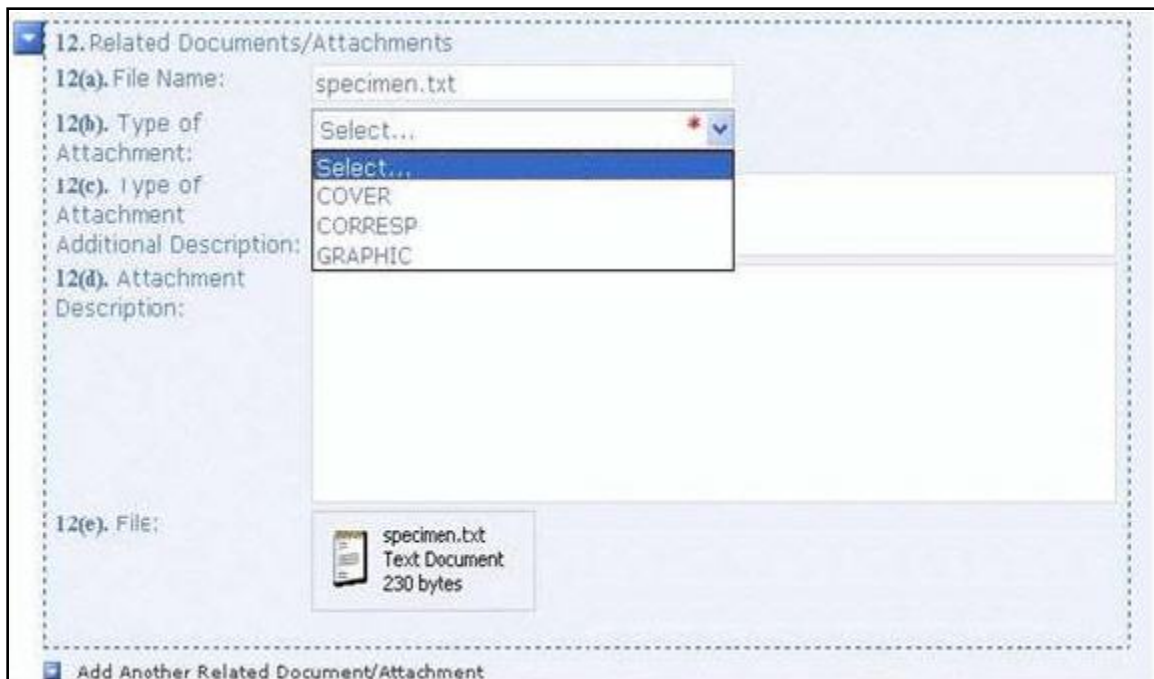 12. Related Documents/Attachments
12(a). File Name:
specimen.txt
12(b). Type of
Attachment:
Select... *
Select...
COVER
CORRESP
GRAPHIC
12(c). Type of
Attachment
Additional Description:
12(d). Attachment
Description:
12(e). File:
specimen.txt
Text Document
230 bytes
Add Another Related Document/Attachment